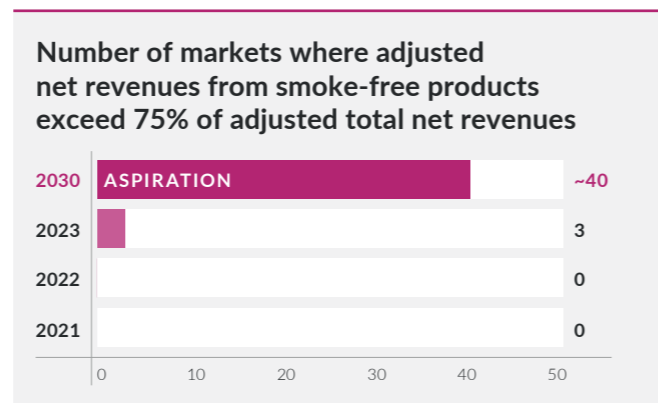 Number of markets where adjusted
net revenues from smoke-free products
exceed 75% of adjusted total net revenues
2030 ASPIRATION ~40
2023 3
2022 0
2021 0
0 10 20 30 40 50